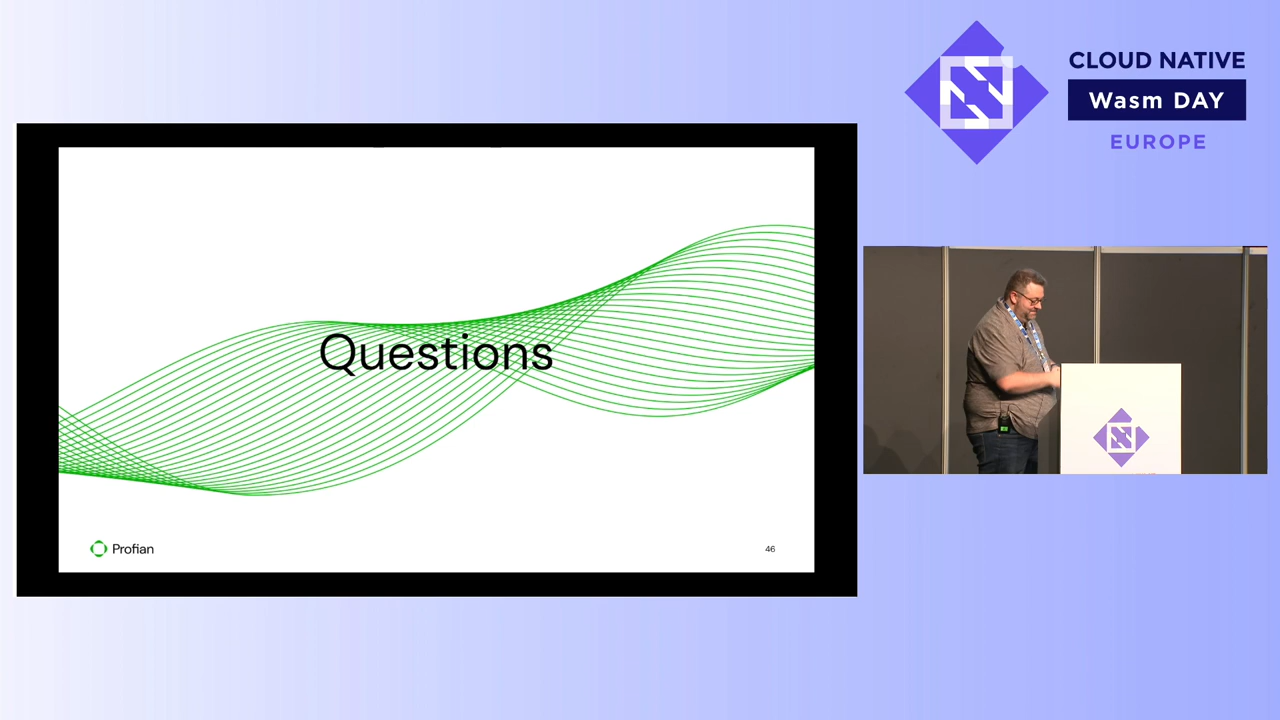 CLOUD NATIVE
Wasm DAY
EUROPE
Questions
Profian
46